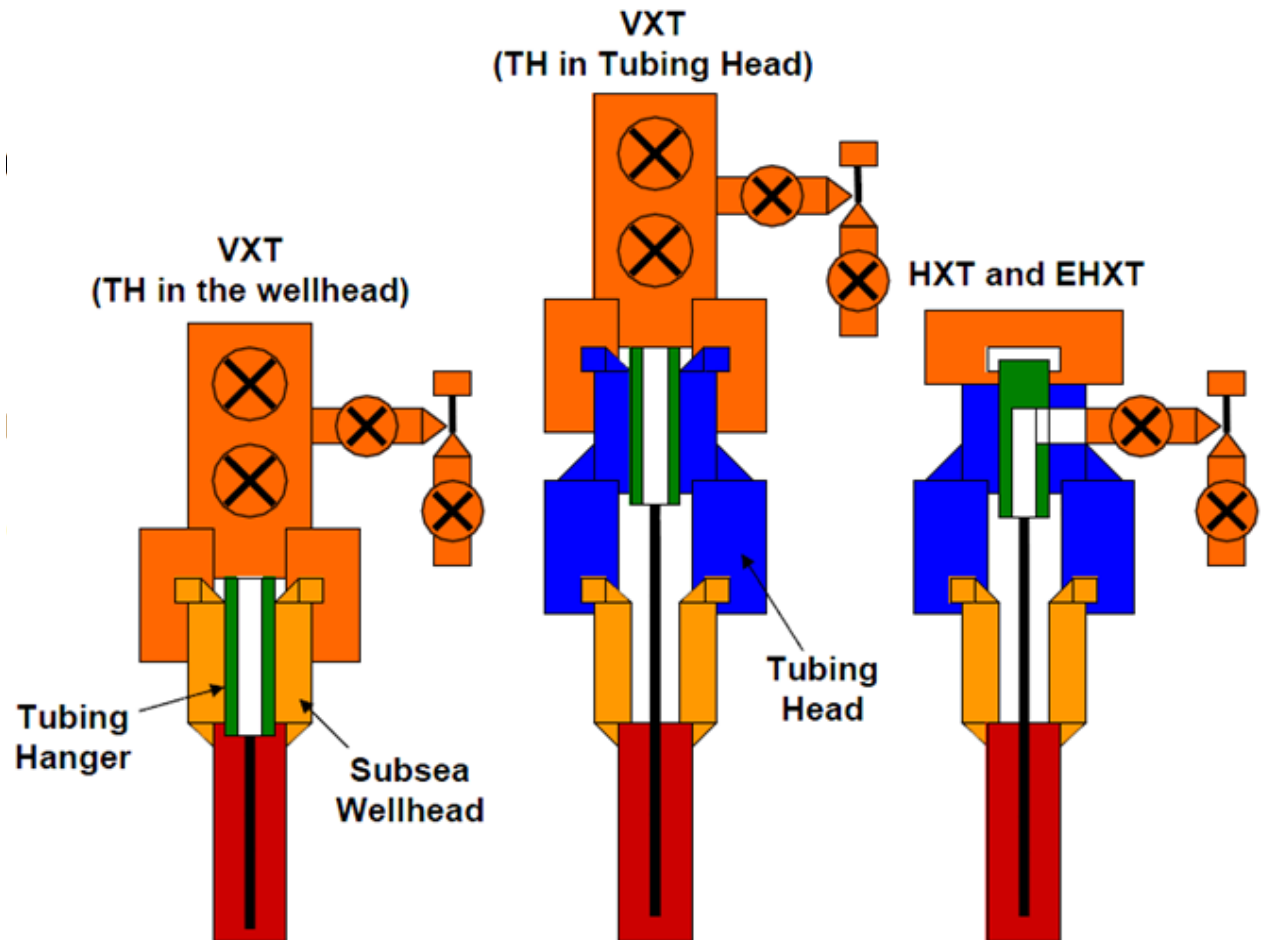 VXT
(TH in Tubing Head)
VXT
(TH in the wellhead)
HXT and EHXT
Tubing
Hanger
Subsea
Wellhead
Tubing
Head